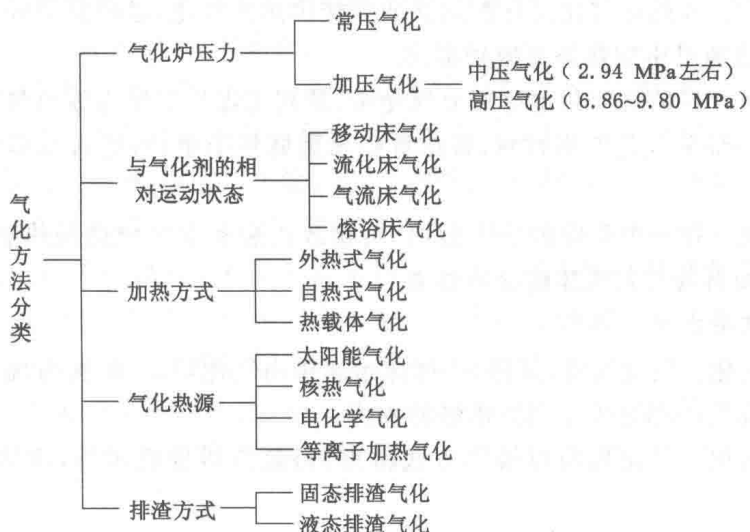 气化方法分类
气化炉压力
常压气化
加压气化
中压气化（2.94 MPa左右）
高压气化（6.86~9.80 MPa）
与气化剂的相
对运动状态
移动床气化
流化床气化
气流床气化
熔浴床气化
加热方式
外热式气化
自热式气化
热载体气化
气化热源
太阳能气化
核热气化
电化学气化
等离子加热气化
排渣方式
固态排渣气化
液态排渣气化